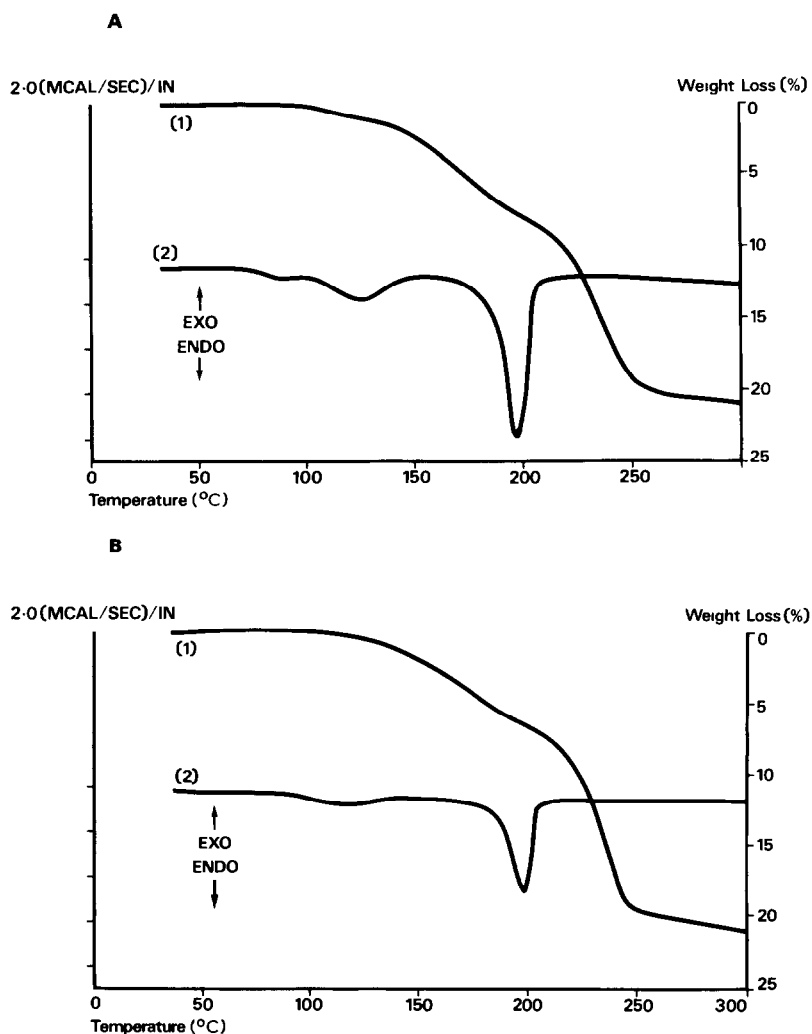 A
2·0(MCAL/SEC)/IN
Weight Loss (%)
(1)
(2)
EXO
ENDO
0
5
10
15
20
25
0 50 100 150 200 250
Temperature (°C)
B
2·0(MCAL/SEC)/IN
Weight Loss (%)
(1)
(2)
EXO
ENDO
0
5
10
15
20
25
0 50 100 150 200 250 300
Temperature (°C)